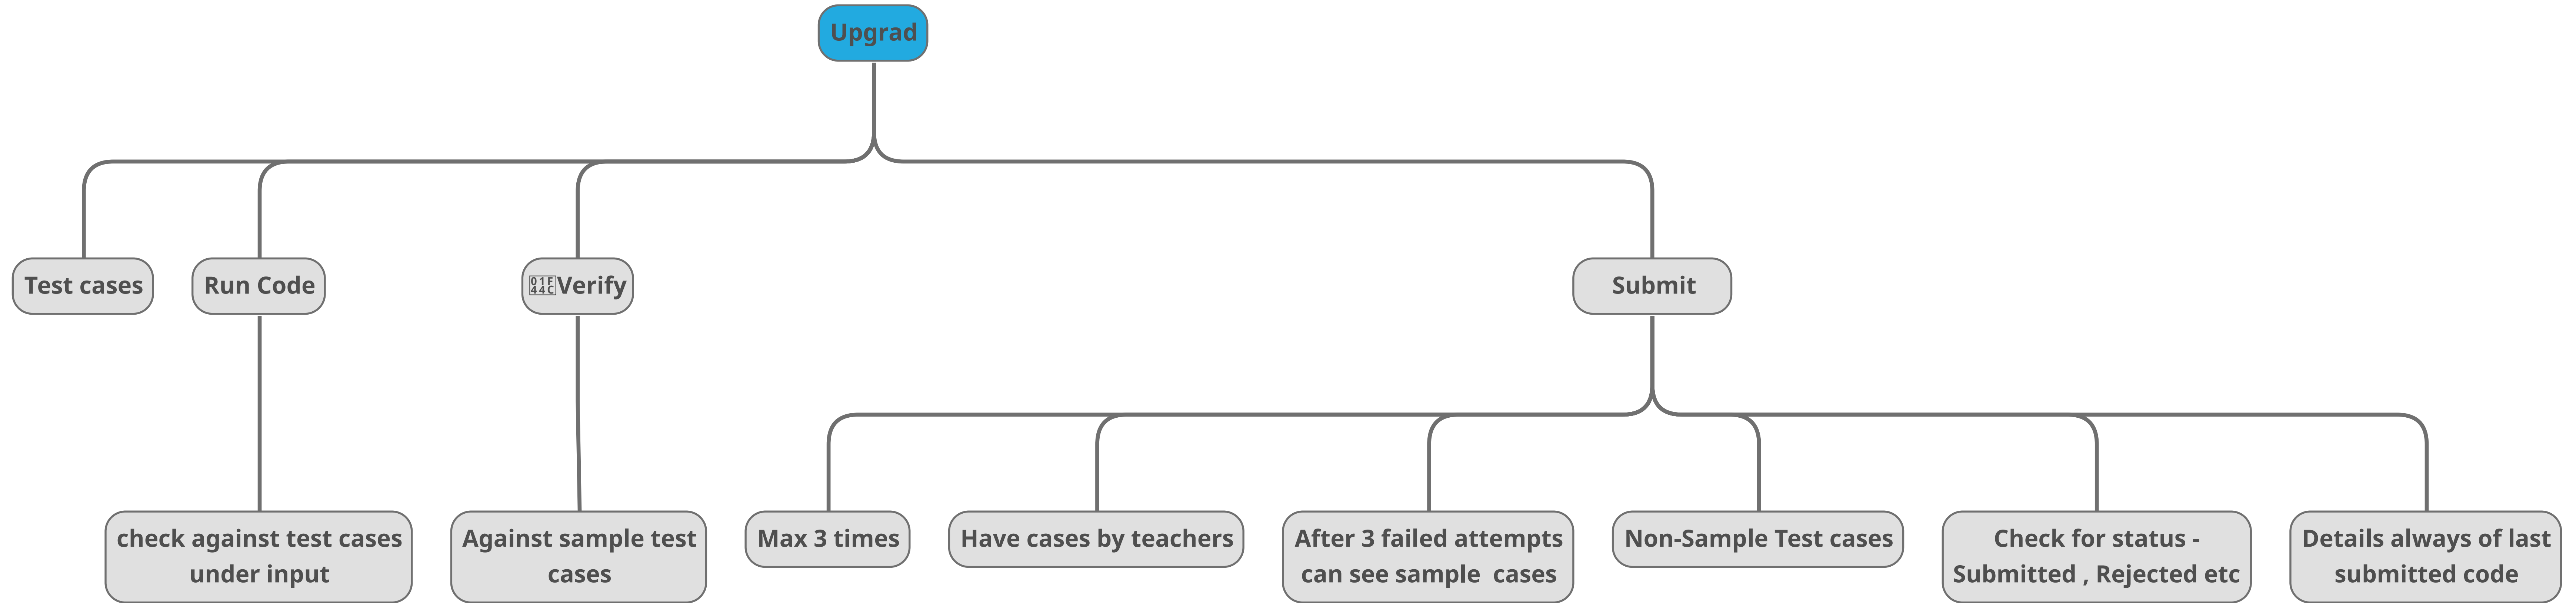 Upgrad
Test cases
Run Code
Verify
Submit
check against test cases
under input
Against sample test
cases
Max 3 times
Have cases by teachers
After 3 failed attempts
can see sample  cases
Non-Sample Test cases
Check for status -
Submitted , Rejected etc
Details always of last
submitted code